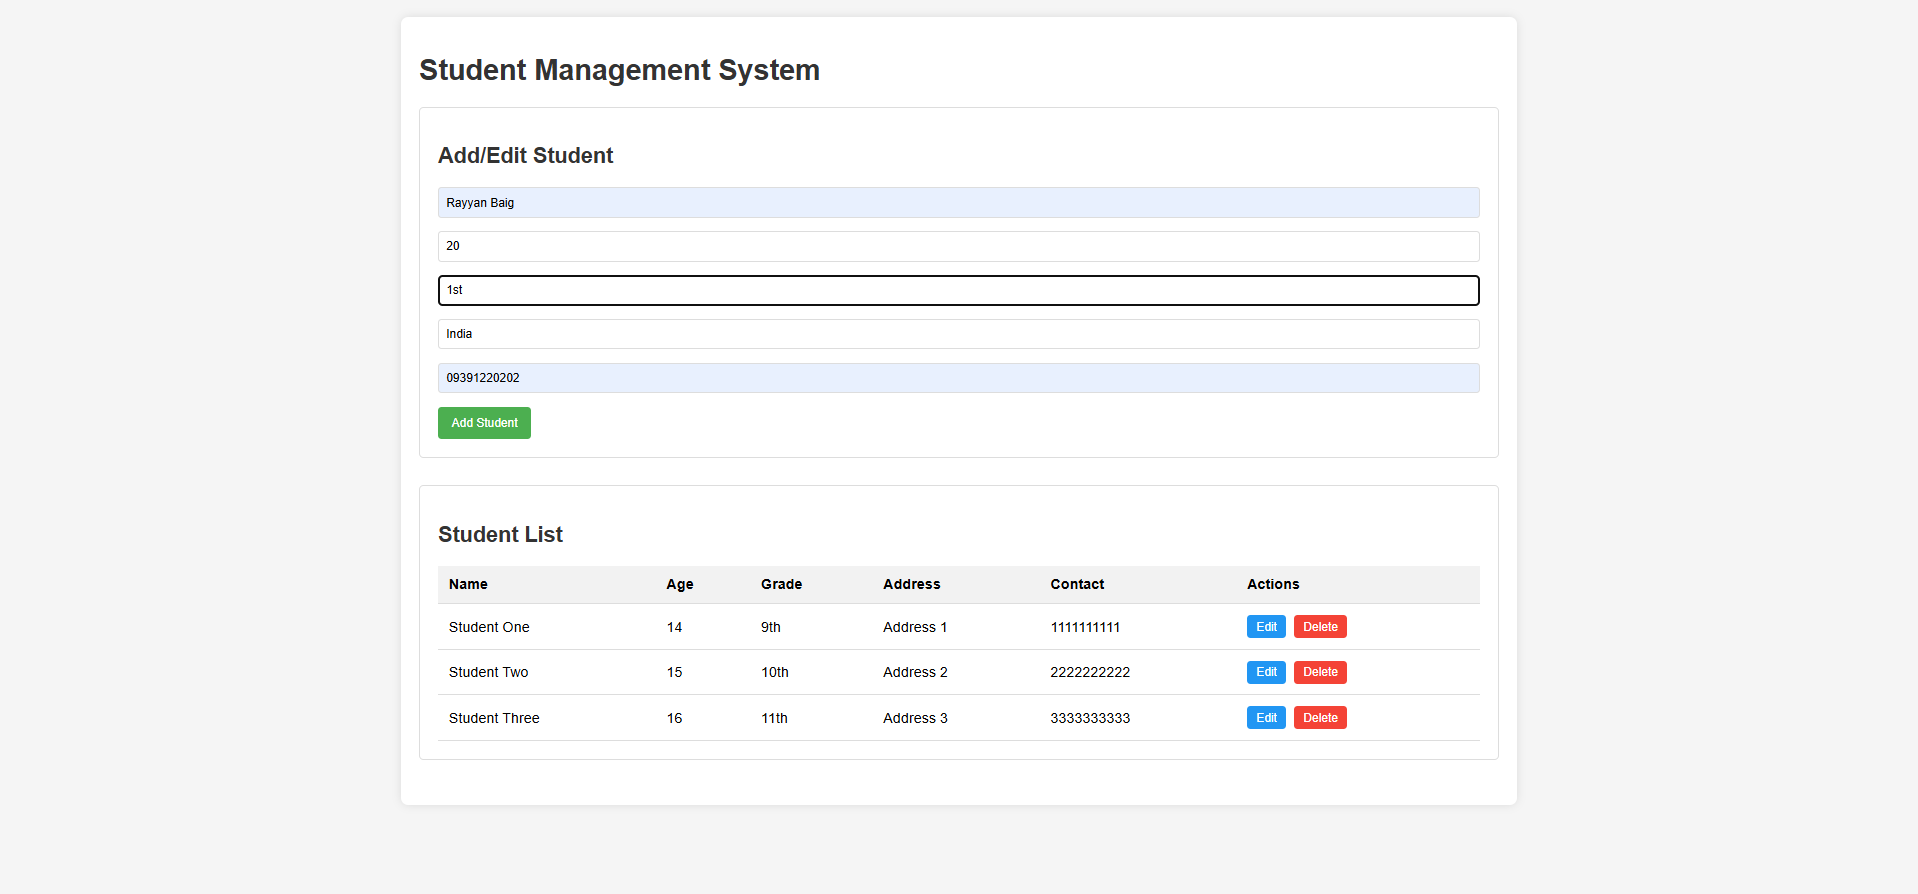 Student Management System
Add/Edit Student
Rayyan Baig
20
1st
India
09391220202
Add Student
Student List
Name Age Grade Address Contact Actions
Student One 14 9th Address 1 1111111111 Edit Delete
Student Two 15 10th Address 2 2222222222 Edit Delete
Student Three 16 11th Address 3 3333333333 Edit Delete